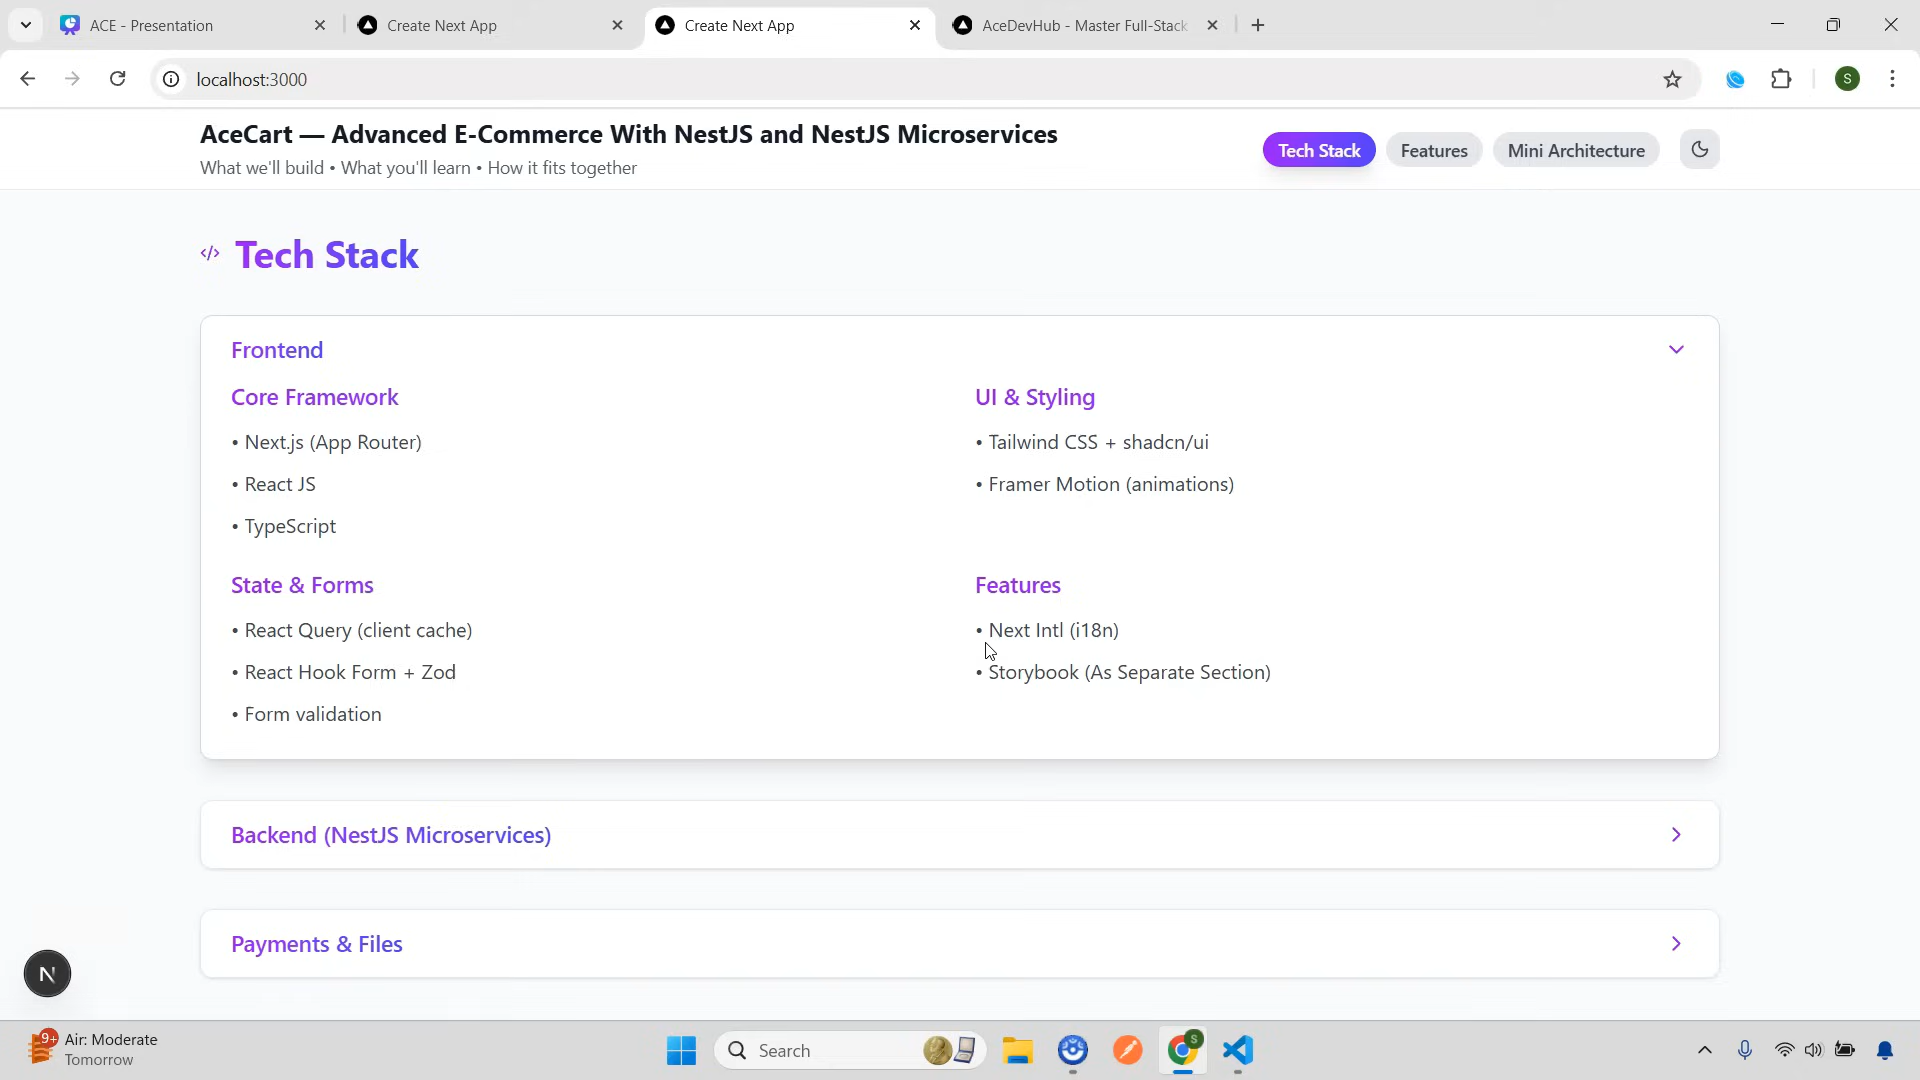 ACE - Presentation
Create Next App
Create Next App
AceDevHub - Master Full-Stack
localhost:3000
S
AceCart — Advanced E-Commerce With NestJS and NestJS Microservices
What we'll build • What you'll learn • How it fits together
Tech Stack
Features
Mini Architecture
</> Tech Stack
Frontend
Core Framework
• Next.js (App Router)
• React JS
• TypeScript
UI & Styling
• Tailwind CSS + shadcn/ui
• Framer Motion (animations)
State & Forms
• React Query (client cache)
• React Hook Form + Zod
• Form validation
Features
• Next Intl (i18n)
• Storybook (As Separate Section)
Backend (NestJS Microservices)
Payments & Files
N
9+
Air: Moderate
Tomorrow
Search
S